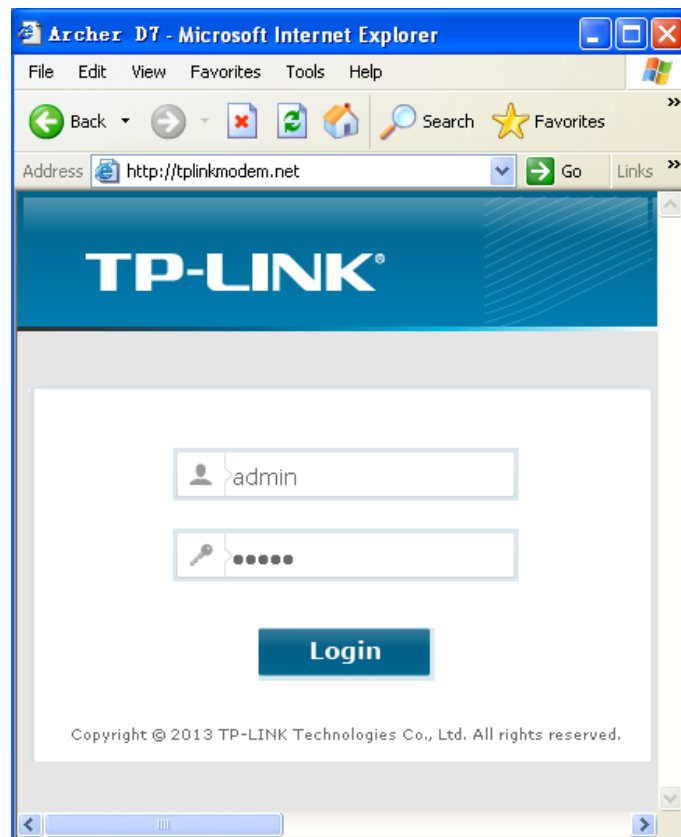 Archer D7 - Microsoft Internet Explorer
File Edit View Favorites Tools Help
Back Search Favorites »
Address http://tplinkmodem.net Go Links »
TP-LINK®
admin
•••••
Login
Copyright © 2013 TP-LINK Technologies Co., Ltd. All rights reserved.